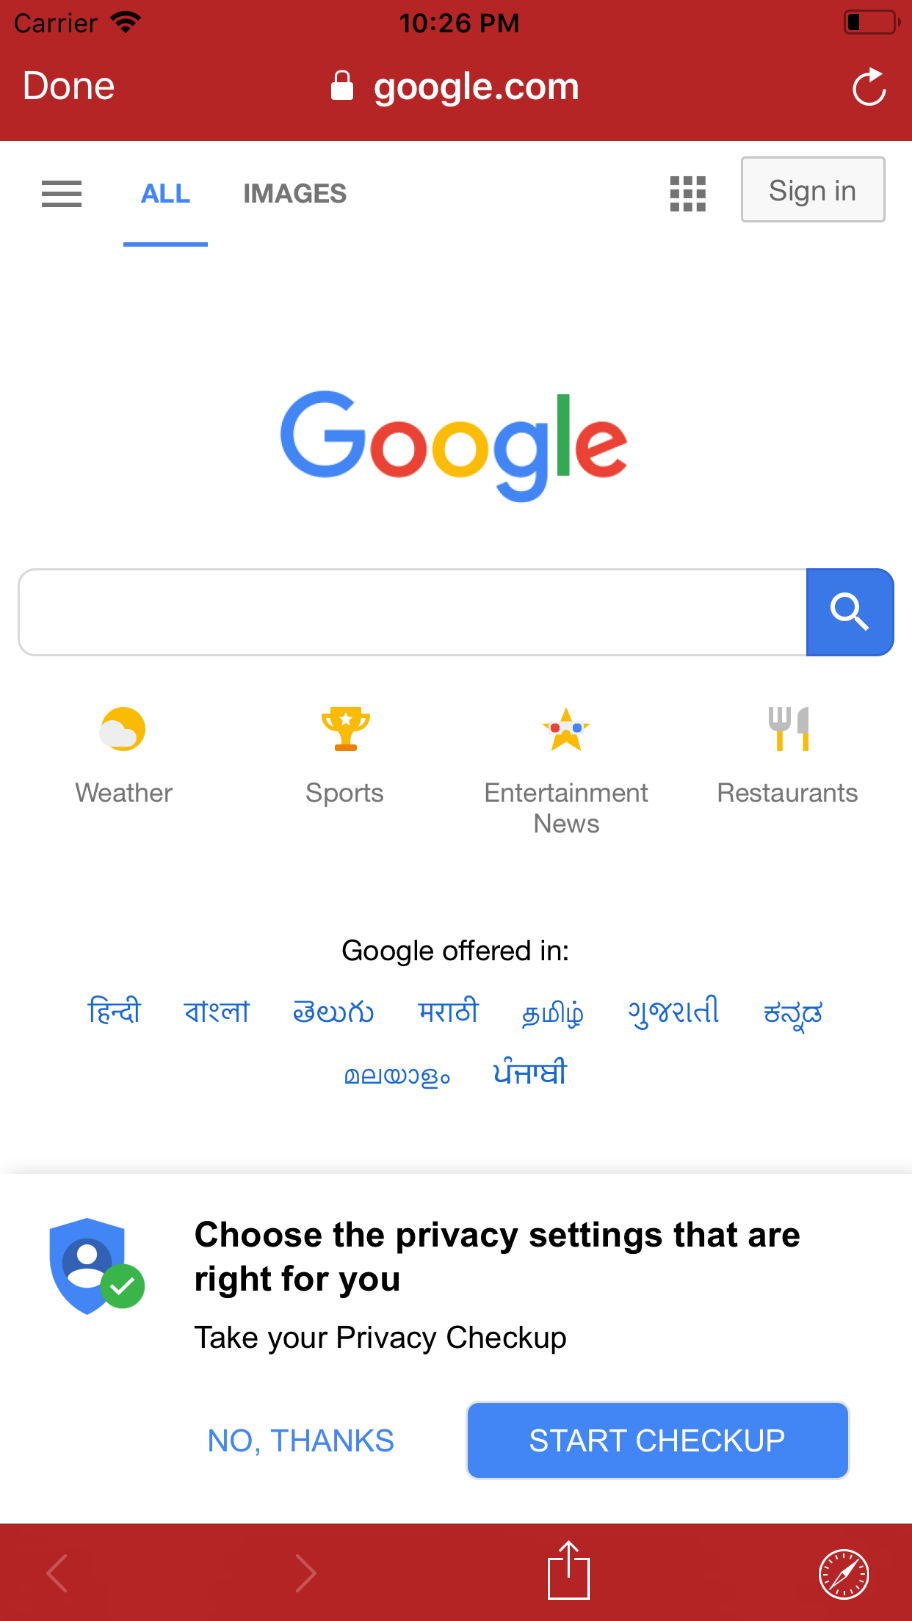 Carrier 10:26 PM
Done google.com
ALL IMAGES Sign in
Google
Weather Sports Entertainment News Restaurants
Google offered in:
हिन्दी বাংলা తెలుగు मराठी தமிழ் ગુજરાતી ಕನ್ನಡ
മലയാളം ਪੰਜਾਬੀ
Choose the privacy settings that are
right for you
Take your Privacy Checkup
NO, THANKS START CHECKUP